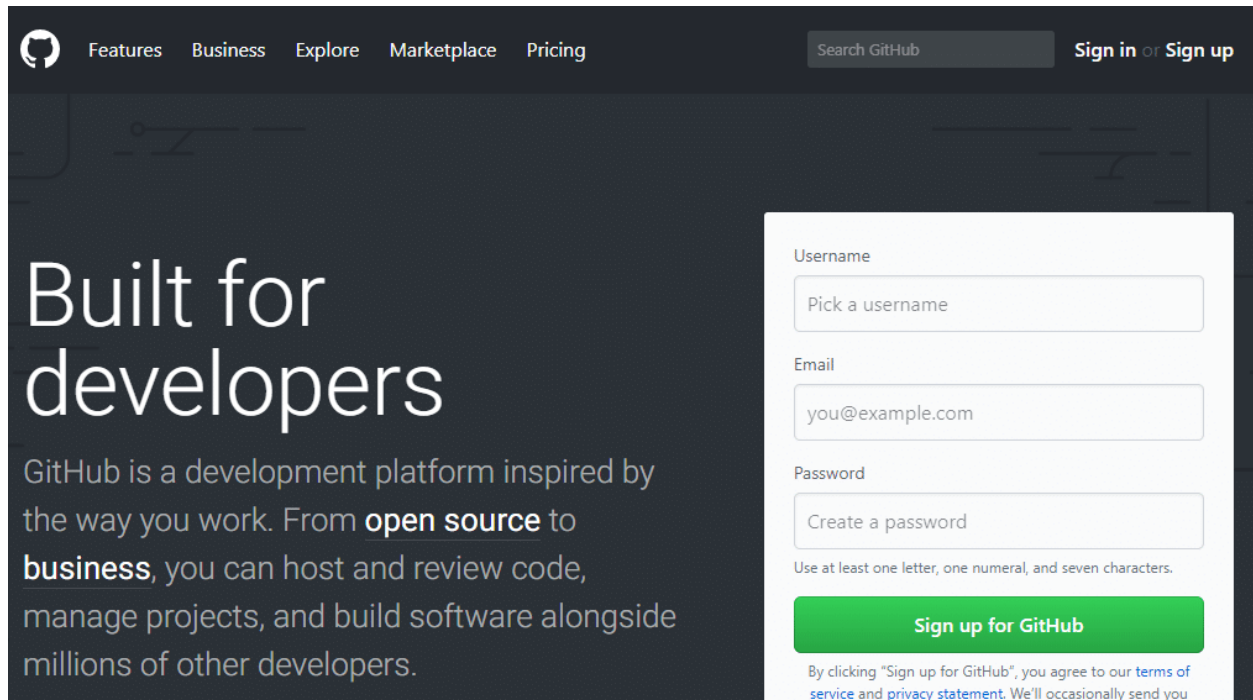 Features Business Explore Marketplace Pricing Search GitHub Sign in or Sign up
Built for
developers
GitHub is a development platform inspired by
the way you work. From open source to
business, you can host and review code,
manage projects, and build software alongside
millions of other developers.
Username
Pick a username
Email
you@example.com
Password
Create a password
Use at least one letter, one numeral, and seven characters.
Sign up for GitHub
By clicking “Sign up for GitHub”, you agree to our terms of
service and privacy statement. We’ll occasionally send you